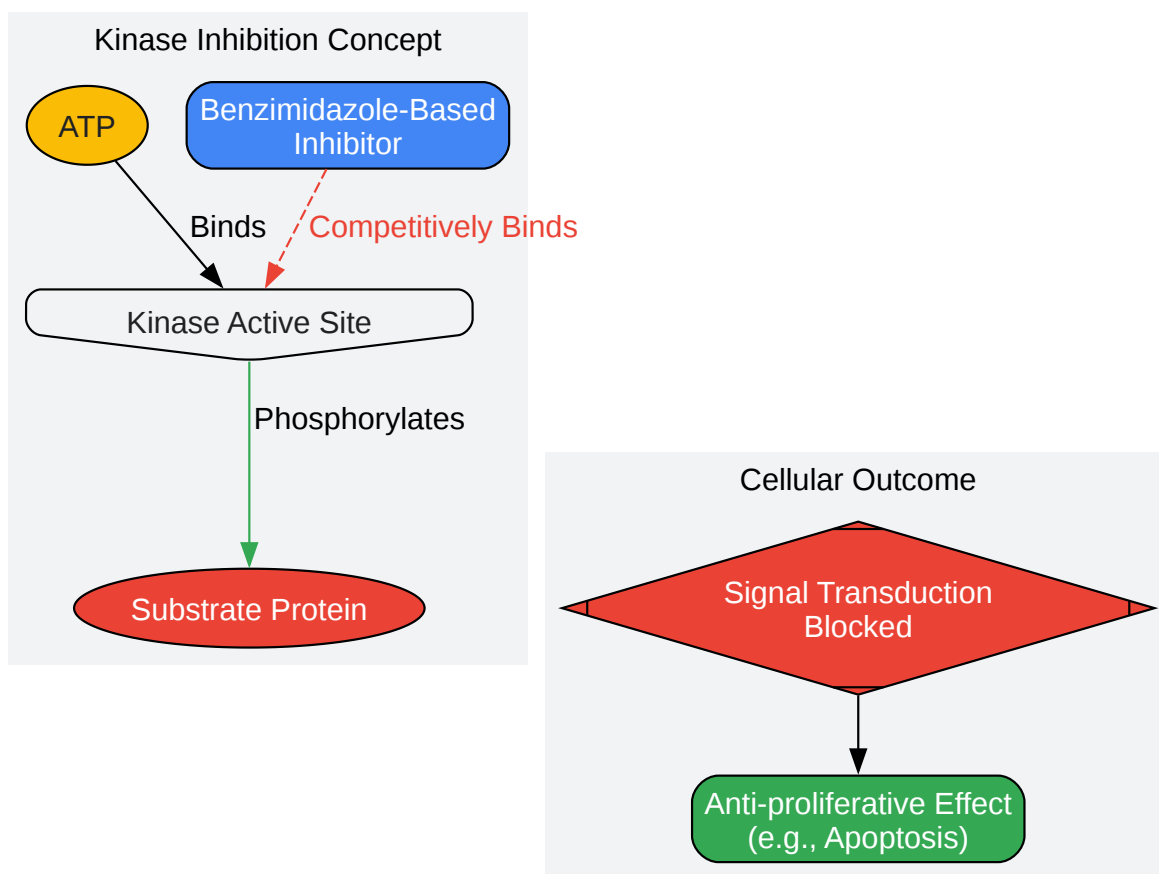 Kinase Inhibition Concept
ATP
Benzimidazole-Based
Inhibitor
Binds
Competitively Binds
Kinase Active Site
Phosphorylates
Substrate Protein
Cellular Outcome
Signal Transduction
Blocked
Anti-proliferative Effect
(e.g., Apoptosis)